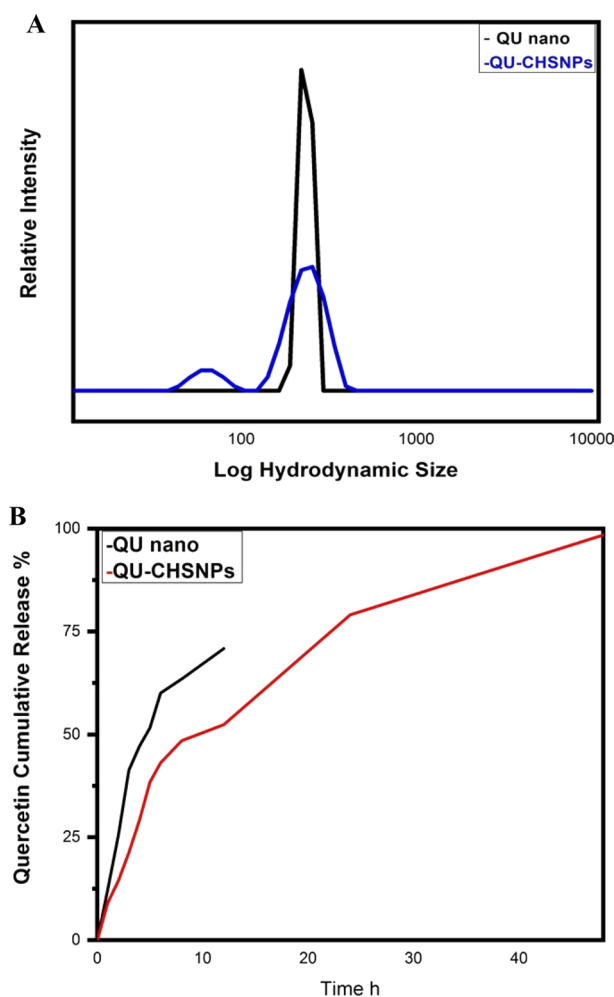 A
- QU nano
-QU-CHSNPs
Relative Intensity
100
1000
10000
Log Hydrodynamic Size
B
100
75
50
25
0
-QU nano
-QU-CHSNPs
Quercetin Cumulative Release %
0
10
20
30
40
Time h